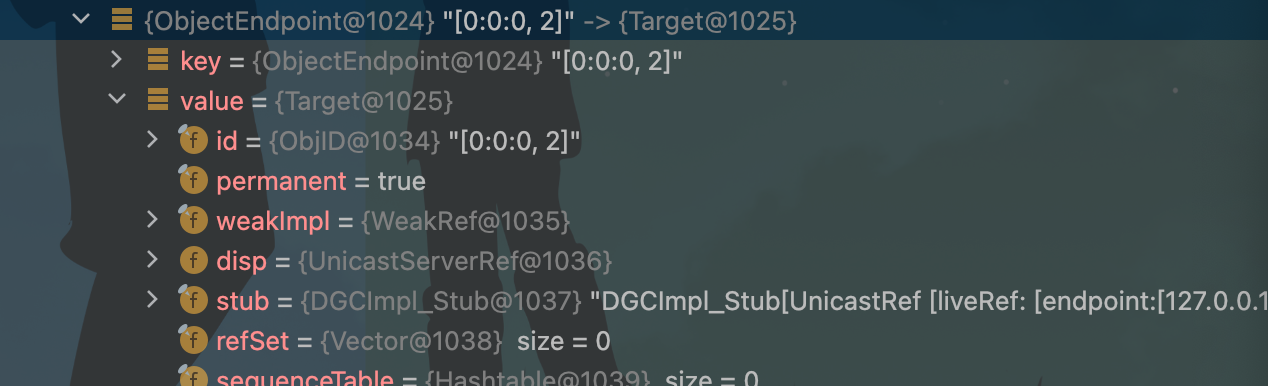 {ObjectEndpoint@1024} "[0:0:0, 2]" -> {Target@1025}
key = {ObjectEndpoint@1024} "[0:0:0, 2]"
value = {Target@1025}
f id = {ObjID@1034} "[0:0:0, 2]"
f permanent = true
f weakImpl = {WeakRef@1035}
f disp = {UnicastServerRef@1036}
f stub = {DGCImpl_Stub@1037} "DGCImpl_Stub[UnicastRef [liveRef: [endpoint:[127.0.0.1
f refSet = {Vector@1038} size = 0
f sequenceTable = {Hashtable@1039} size = 0